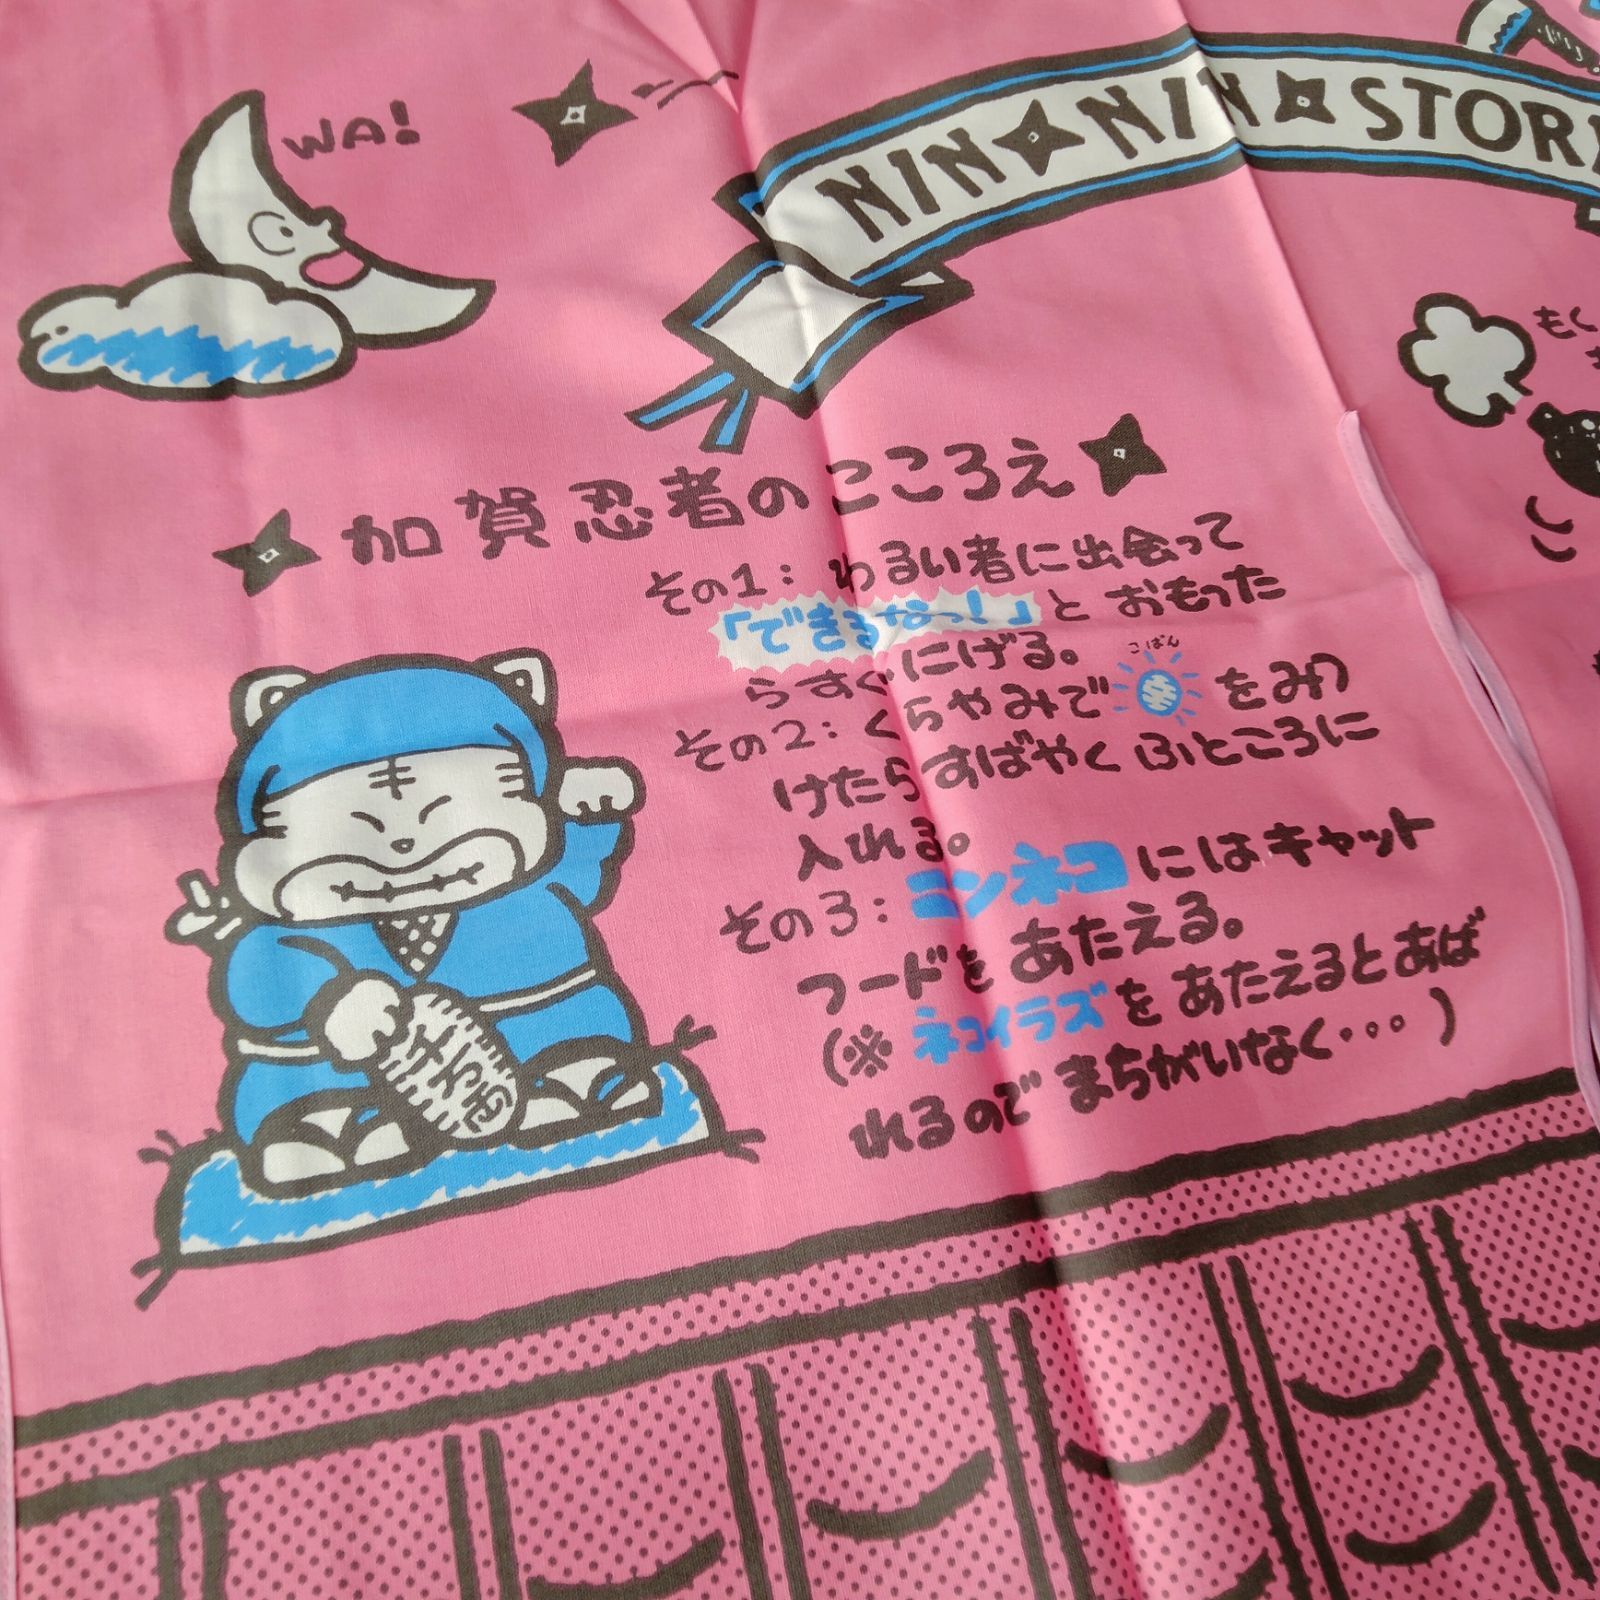 WA!
NIN NIN STOR
もく
加賀忍者のこころえ
その1:わるい者に出会って
「できるなっ!」とおもった
らすぐにげる。
こばん
その2:くらやみで をみつ
けたらすばやくふところに
入れる。
その3:ニンネコにはキャット
フードをあたえる。
(※ネコイラズをあたえるとあば
れるのでまちがいなく・・・)